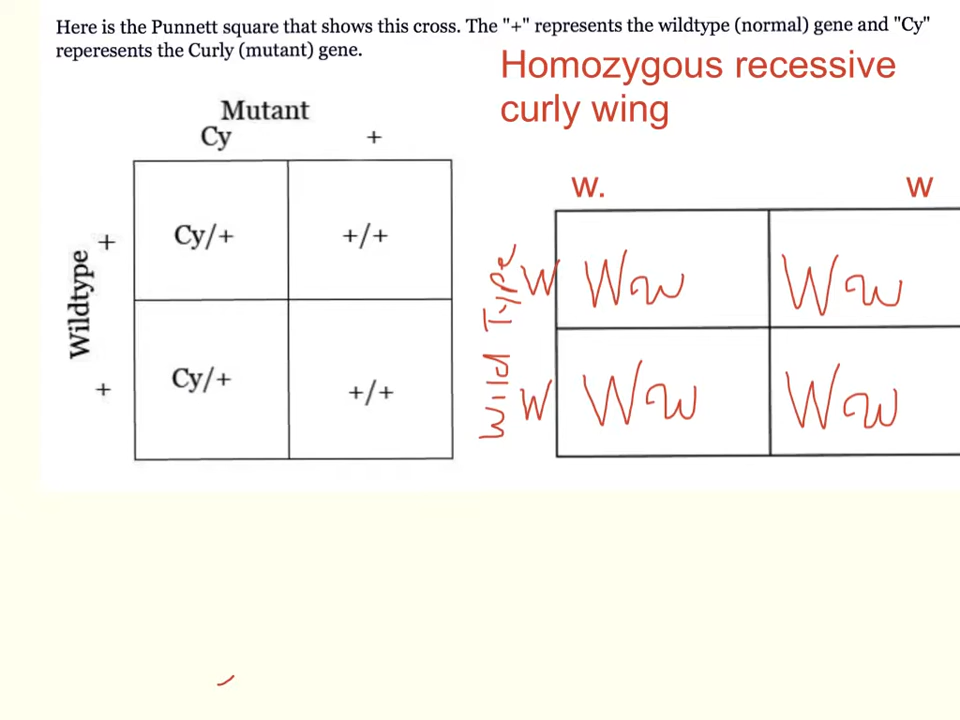 Here is the Punnett square that shows this cross. The "+" represents the wildtype (normal) gene and "Cy"
reperesents the Curly (mutant) gene.
Homozygous recessive
curly wing
Mutant
Cy +
Wildtype
+ Cy/+ +/+
+ Cy/+ +/+
w. w
Wild Type
W Ww Ww
W Ww Ww